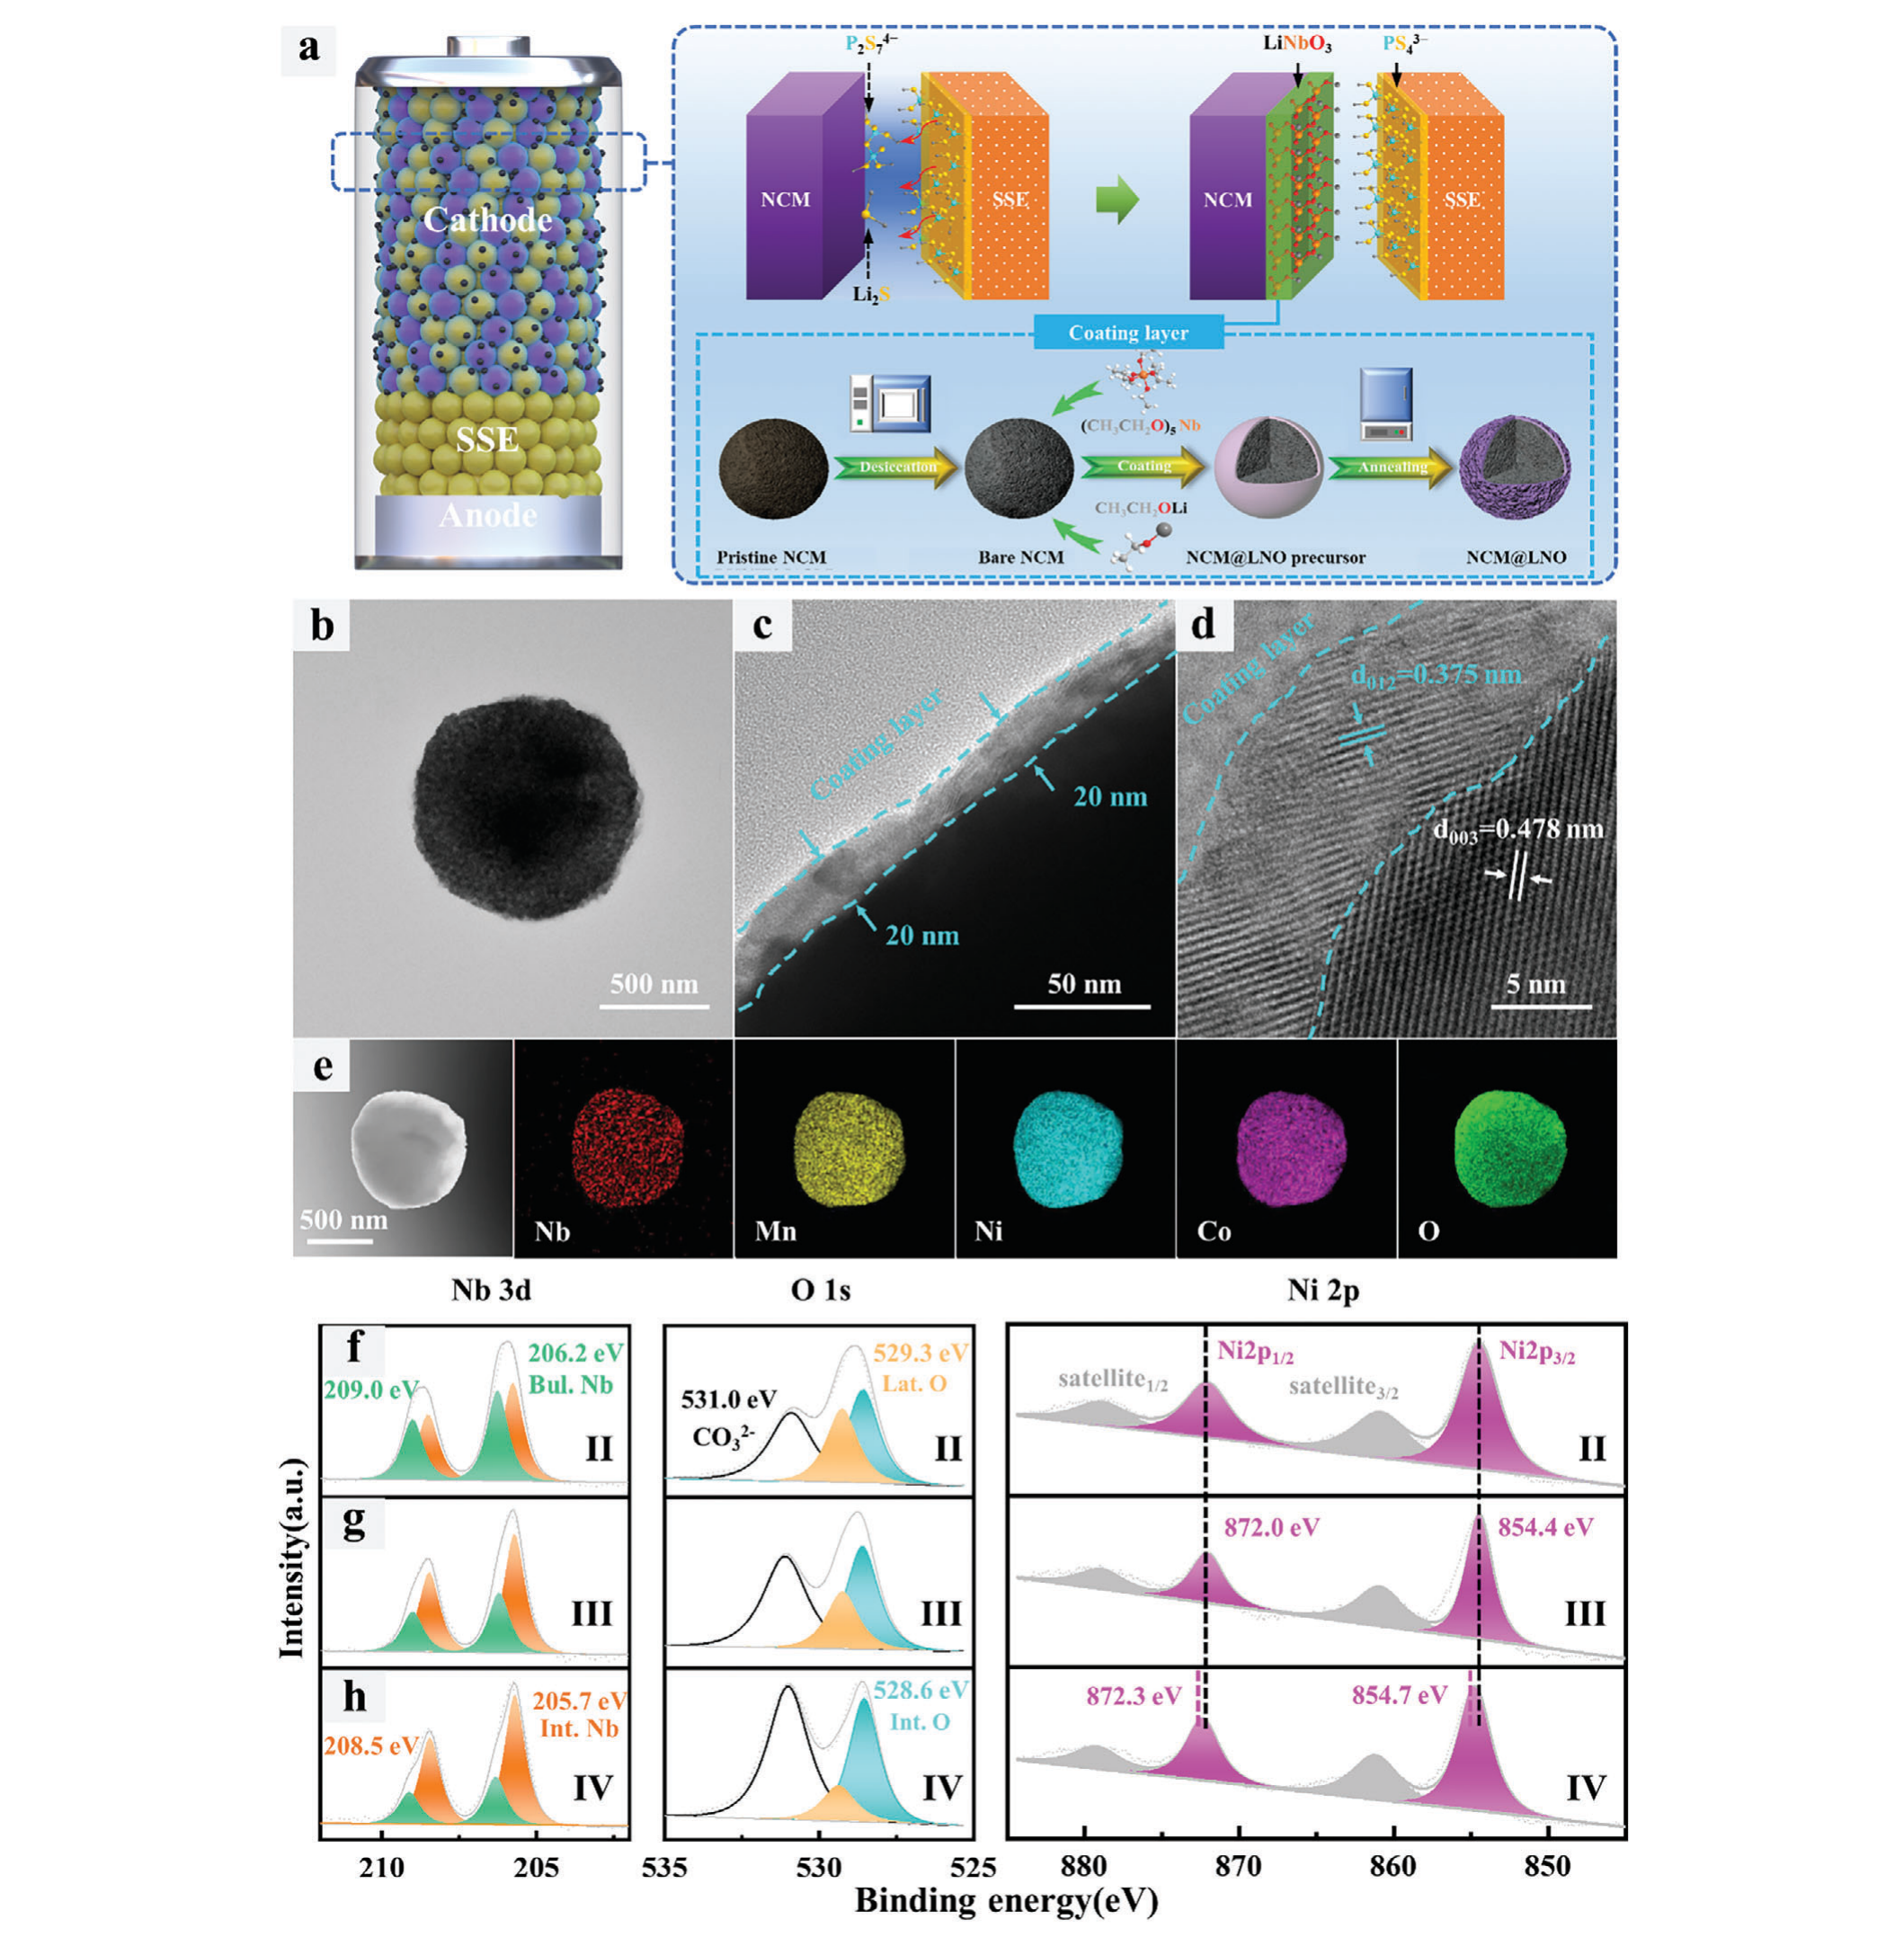 a
P₂S₇⁴⁻
LiNbO₃
PS₄³⁻
NCM
SSE
NCM
SSE
Li₂S
Cathode
SSE
Anode
Coating layer
(CH₃CH₂O)₅Nb
Desiccation
Coating
Annealing
CH₃CH₂OLi
Pristine NCM
Bare NCM
NCM@LNO precursor
NCM@LNO
b
500 nm
c
Coating layer
20 nm
20 nm
50 nm
d
Coating layer
d₀₁₂=0.375 nm
d₀₀₃=0.478 nm
5 nm
e
500 nm
Nb
Mn
Ni
Co
O
Nb 3d
O 1s
Ni 2p
f
206.2 eV
Bul. Nb
209.0 eV
II
531.0 eV
CO₃²⁻
529.3 eV
Lat. O
II
satellite₁/₂
Ni2p₁/₂
satellite₃/₂
Ni2p₃/₂
II
g
III
III
872.0 eV
854.4 eV
III
h
205.7 eV
Int. Nb
208.5 eV
IV
528.6 eV
Int. O
IV
872.3 eV
854.7 eV
IV
Intensity(a.u.)
210
205
535
530
525
880
870
860
850
Binding energy(eV)